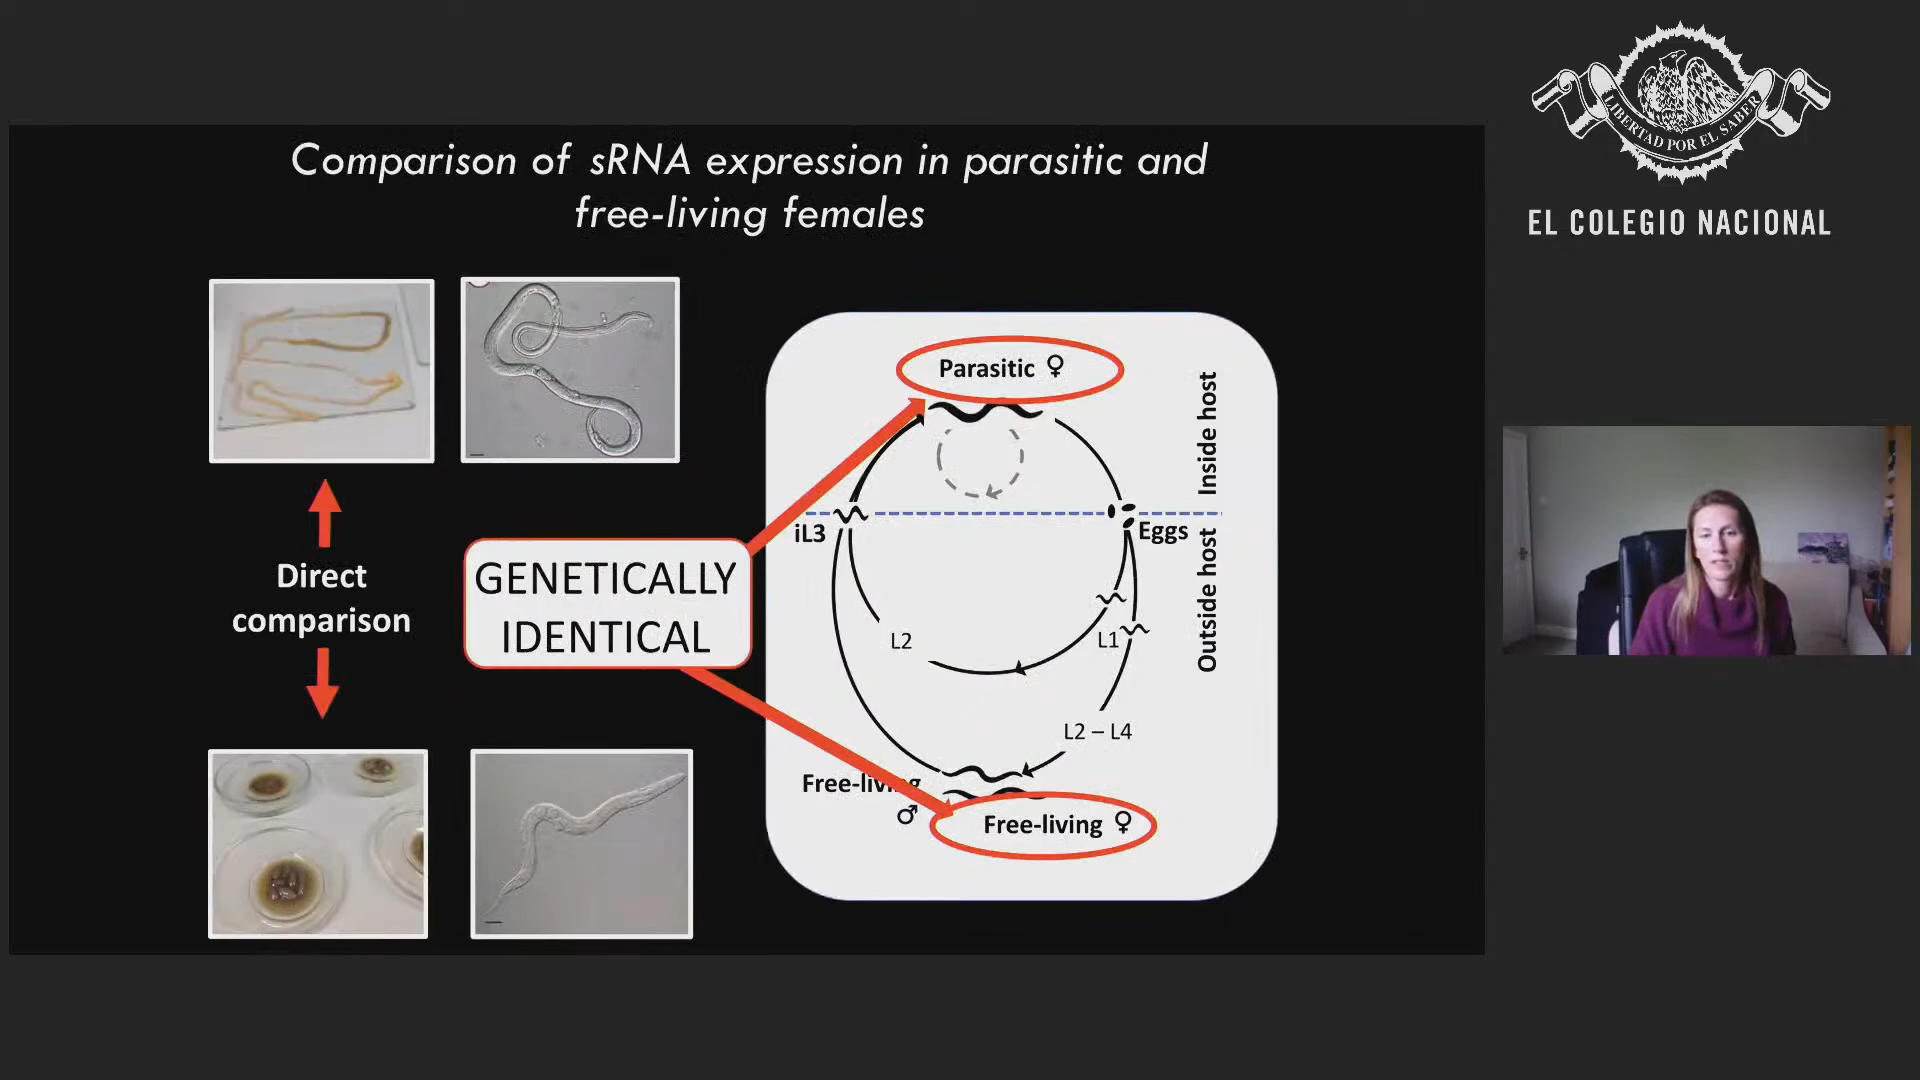 Comparison of sRNA expression in parasitic and
free-living females
LIBERTAD POR EL SABER
EL COLEGIO NACIONAL
Direct
comparison
GENETICALLY
IDENTICAL
Parasitic ♀
Inside host
iL3
Eggs
Outside host
L2
L1
L2 – L4
Free-living
♂
Free-living ♀